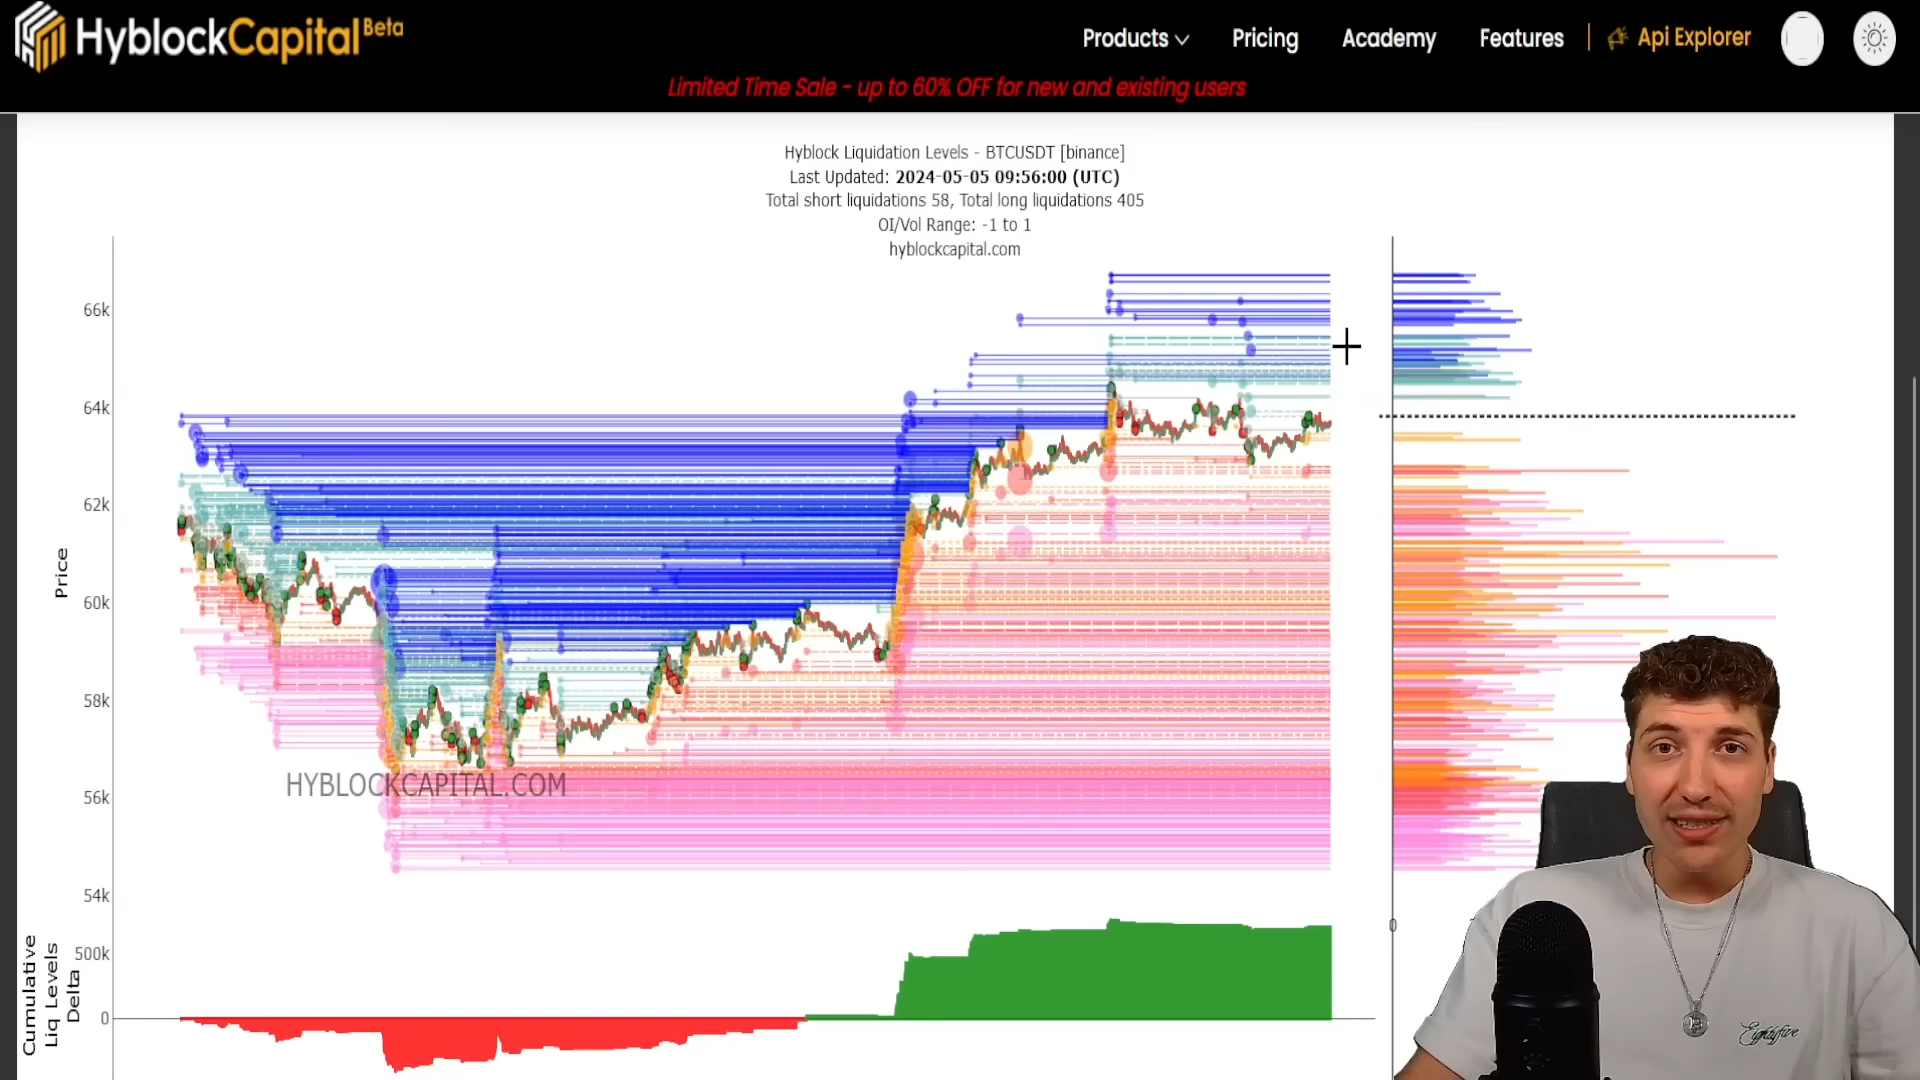 HyblockCapital Beta
Products
Pricing
Academy
Features
Api Explorer
Limited Time Sale - up to 60% OFF for new and existing users
Hyblock Liquidation Levels - BTCUSDT [binance]
Last Updated: 2024-05-05 09:56:00 (UTC)
Total short liquidations 58, Total long liquidations 405
OI/Vol Range: -1 to 1
hyblockcapital.com
66k
64k
62k
60k
58k
56k
54k
Price
HYBLOCKCAPITAL.COM
500k
0
Cumulative
Liq Levels
Delta
0
Eightyfive